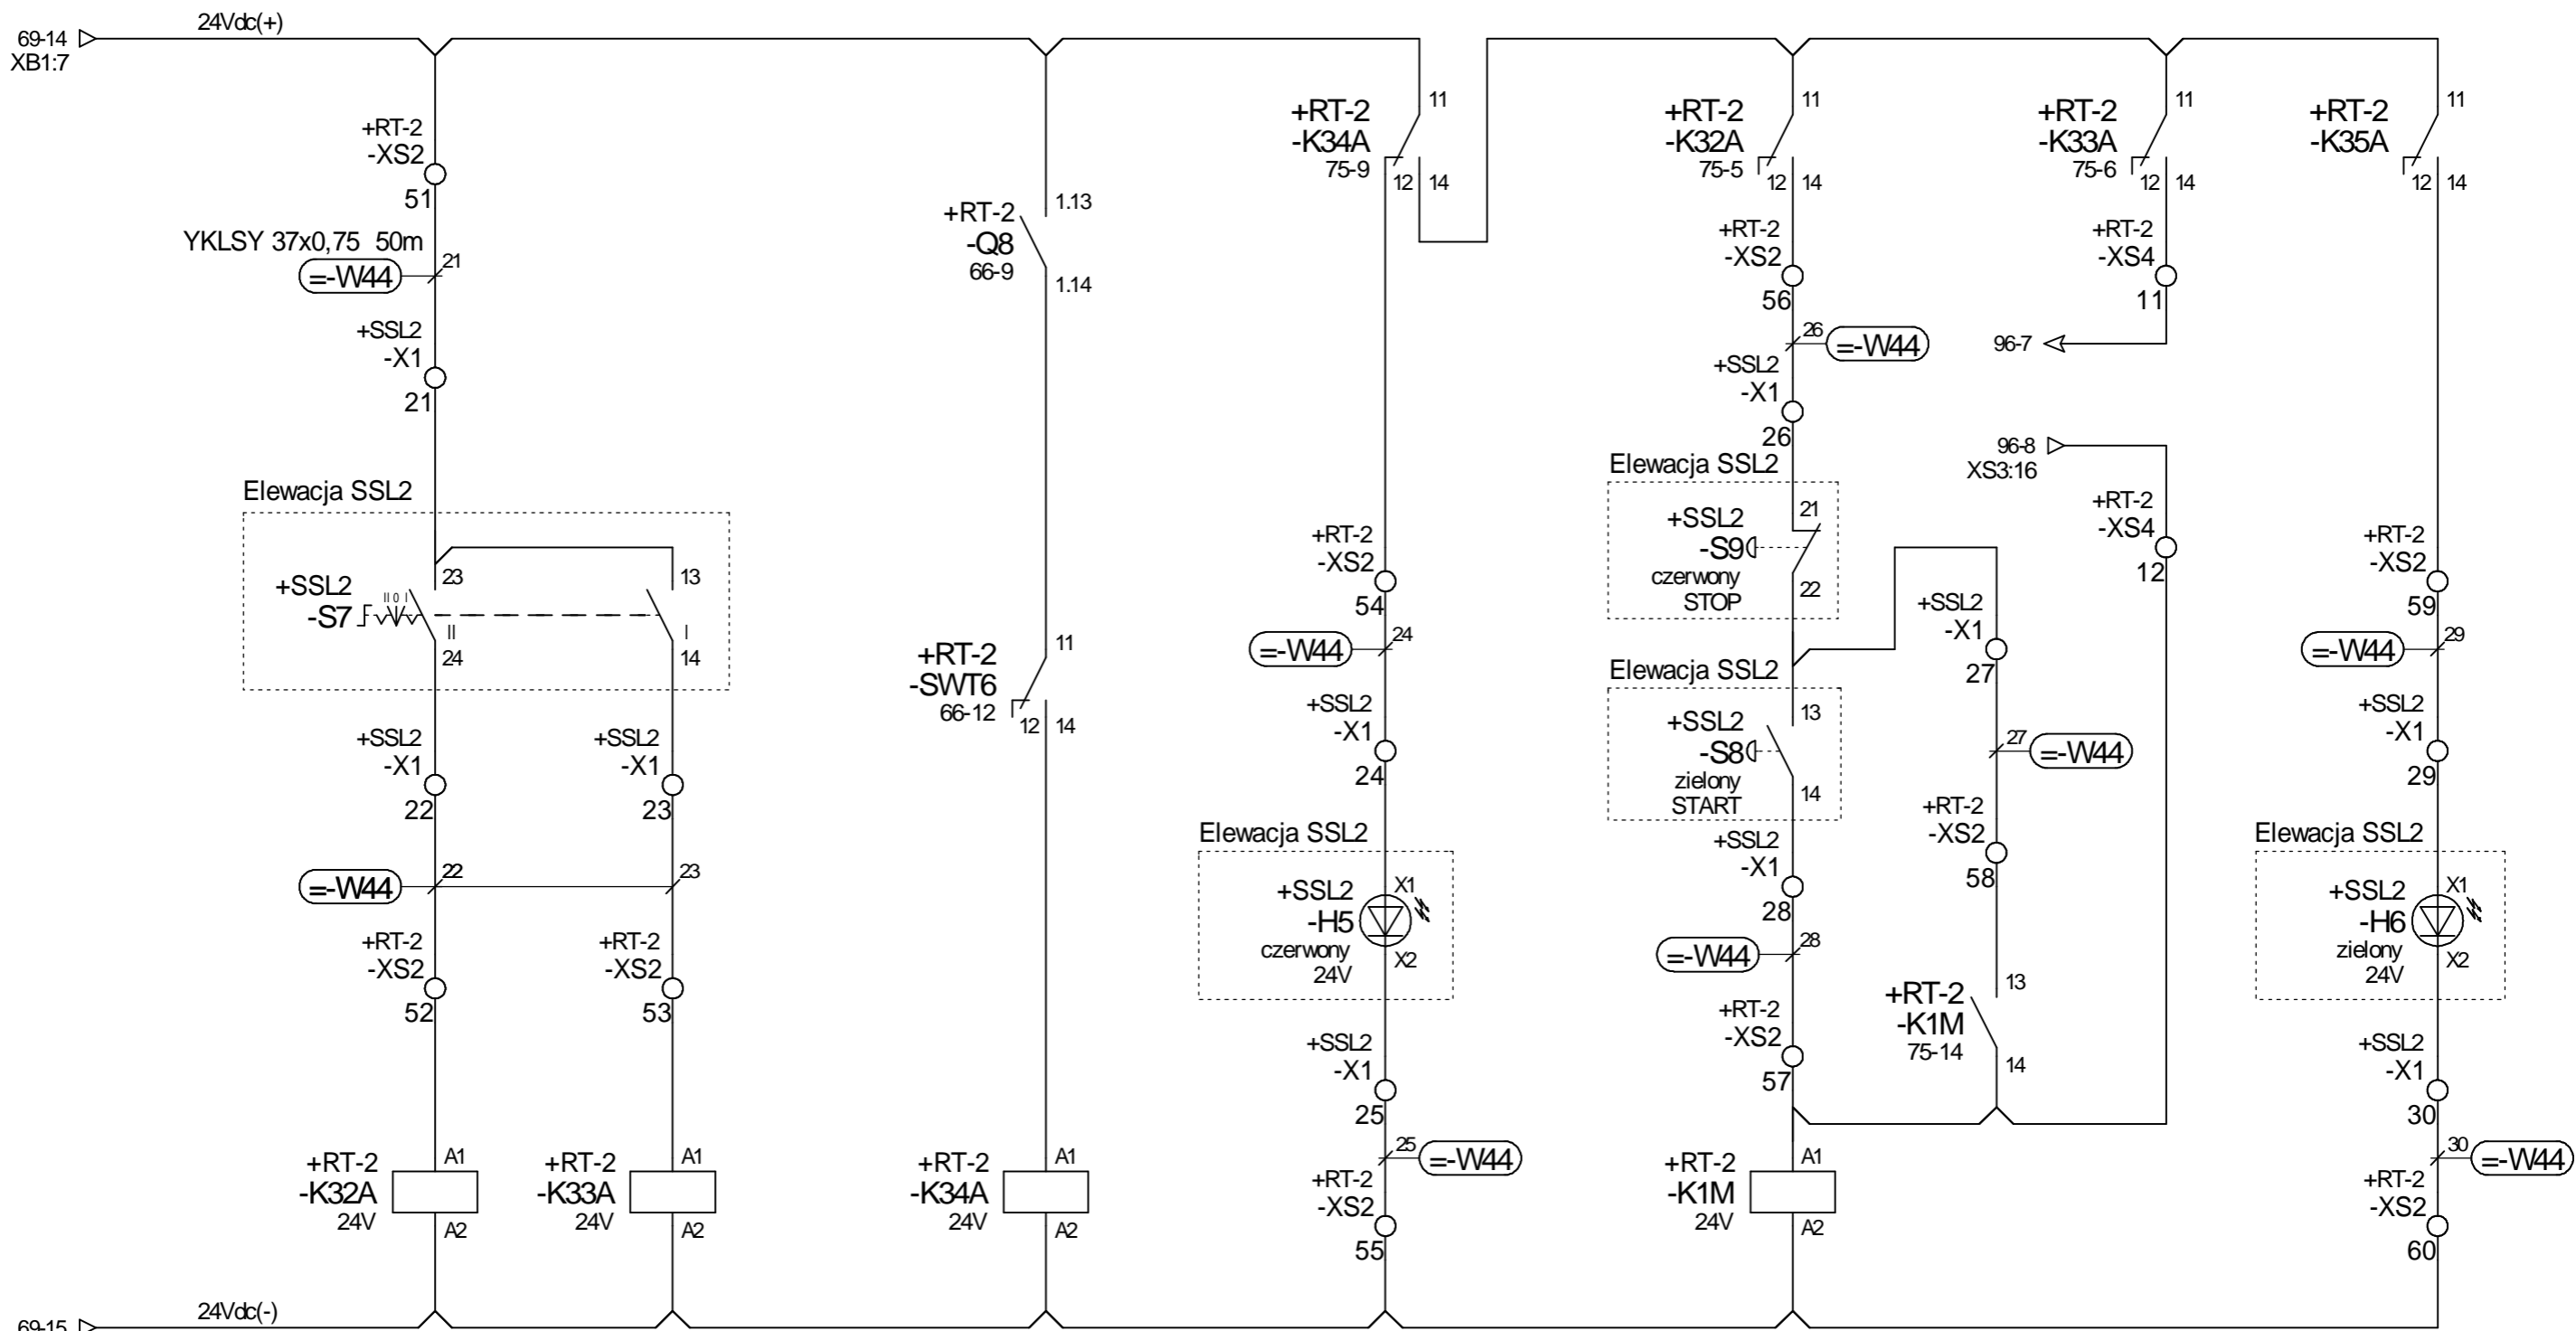 24Vdc(+)
69-14
XB1:7
+RT-2
-XS2
51
YKLSY 37x0,75 50m
=-W44
21
+SSL2
-X1
21
Elewacja SSL2
+SSL2
-S7
II 0 I
23
II
24
13
I
14
+SSL2
-X1
22
+SSL2
-X1
23
=-W44
22
23
+RT-2
-XS2
52
+RT-2
-XS2
53
+RT-2
-K32A
24V
A1
A2
+RT-2
-K33A
24V
A1
A2
+RT-2
-Q8
66-9
1.13
1.14
+RT-2
-SWT6
66-12
11
12
14
+RT-2
-K34A
24V
A1
A2
+RT-2
-K34A
75-9
11
12
14
+RT-2
-XS2
54
=-W44
24
+SSL2
-X1
24
Elewacja SSL2
+SSL2
-H5
czerwony
24V
X1
X2
+SSL2
-X1
25
25
=-W44
+RT-2
-XS2
55
+RT-2
-K32A
75-5
11
12
14
+RT-2
-XS2
56
26
=-W44
+SSL2
-X1
26
Elewacja SSL2
+SSL2
-S9
czerwony
STOP
21
22
Elewacja SSL2
+SSL2
-S8
zielony
START
13
14
+SSL2
-X1
28
=-W44
28
+RT-2
-XS2
57
+RT-2
-K1M
24V
A1
A2
+SSL2
-X1
27
27
=-W44
+RT-2
-XS2
58
+RT-2
-K1M
75-14
13
14
+RT-2
-K33A
75-6
11
12
14
+RT-2
-XS4
11
96-7
96-8
XS3:16
+RT-2
-XS4
12
+RT-2
-K35A
11
12
14
+RT-2
-XS2
59
=-W44
29
+SSL2
-X1
29
Elewacja SSL2
+SSL2
-H6
zielony
24V
X1
X2
+SSL2
-X1
30
30
=-W44
+RT-2
-XS2
60
24Vdc(-)
69-15